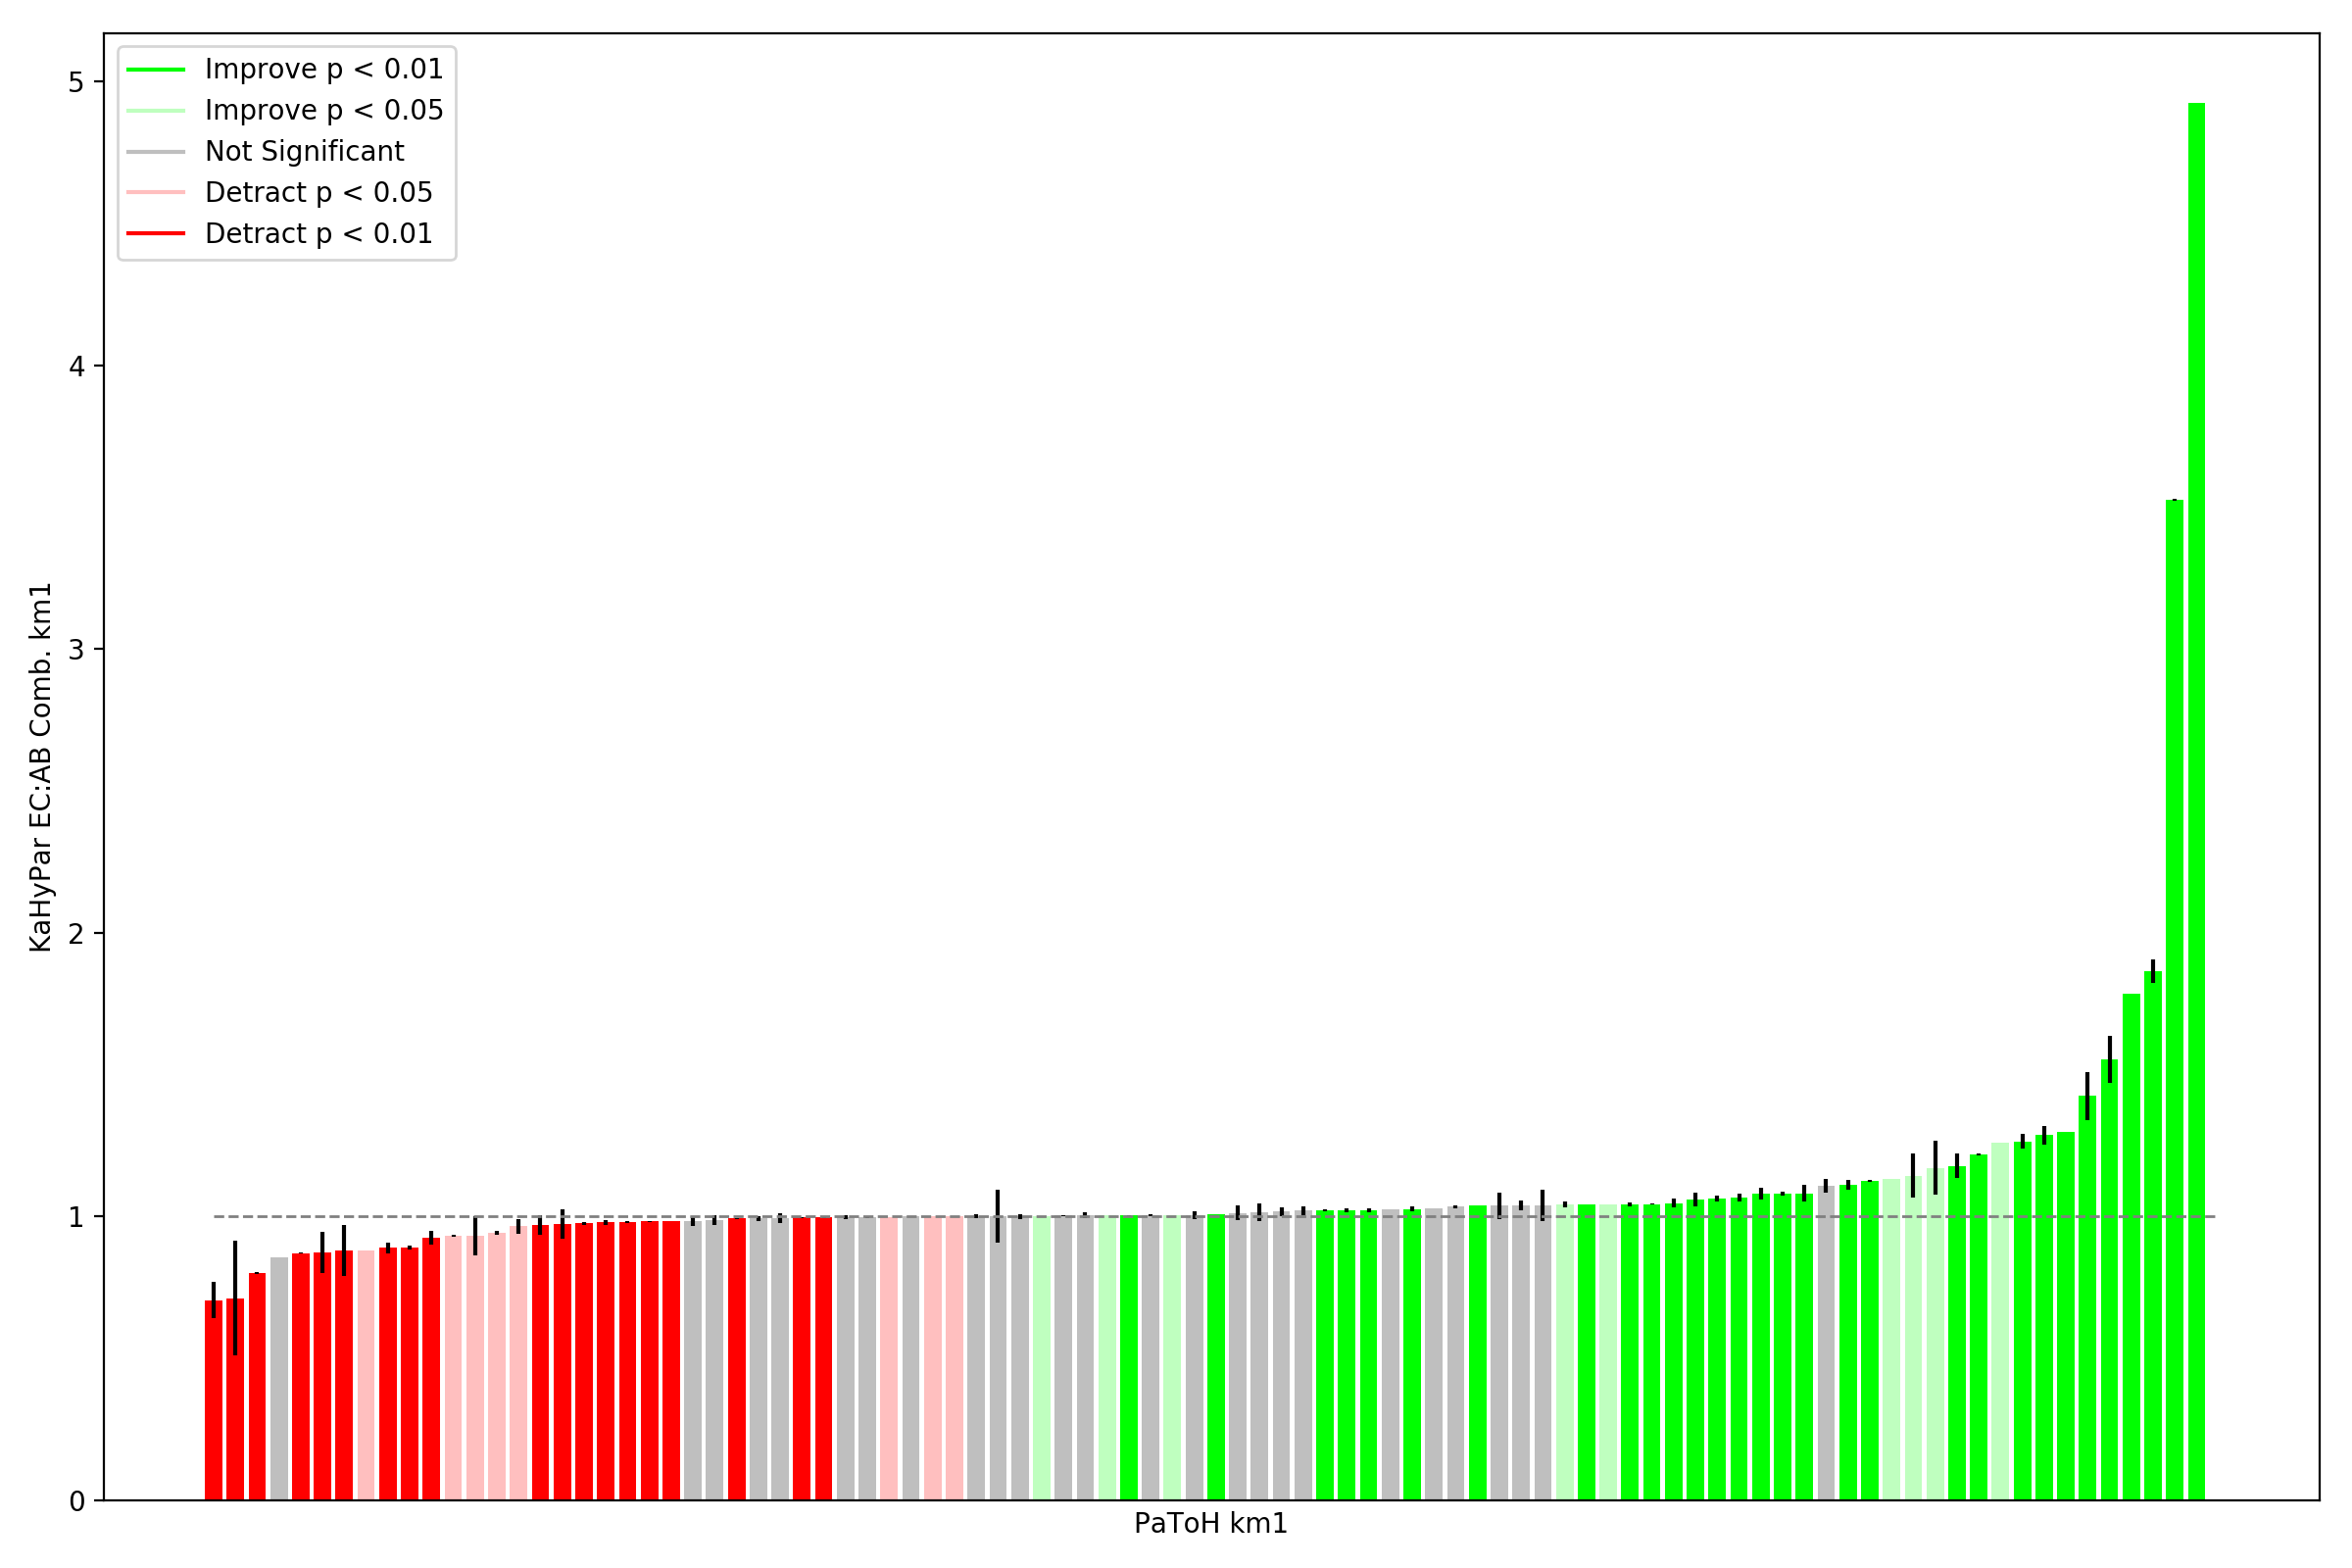 Improve p < 0.01
Improve p < 0.05
Not Significant
Detract p < 0.05
Detract p < 0.01
5
4
3
2
1
0
KaHyPar EC:AB Comb. km1
PaToH km1